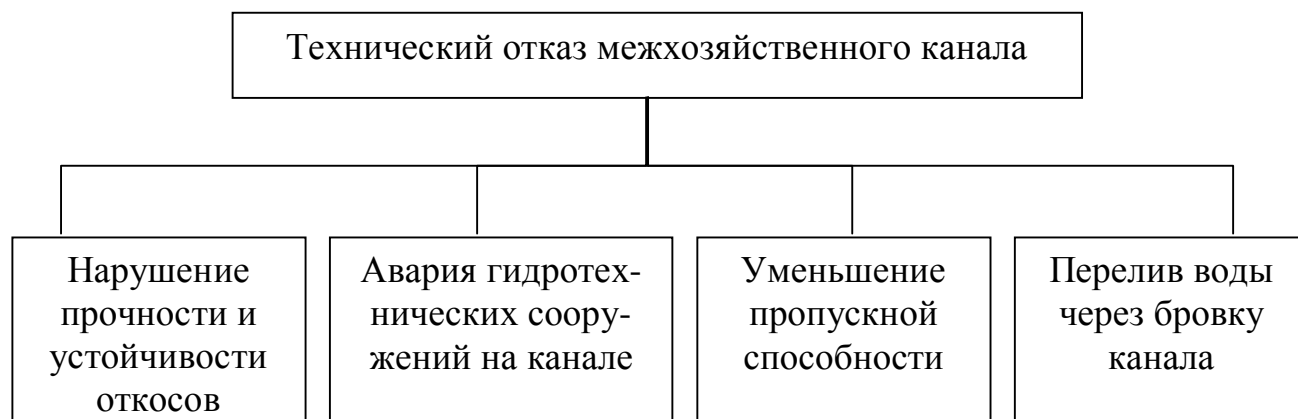 Технический отказ межхозяйственного канала
Нарушение
прочности и
устойчивости
откосов
Авария гидротех-
нических соору-
жений на канале
Уменьшение
пропускной
способности
Перелив воды
через бровку
канала